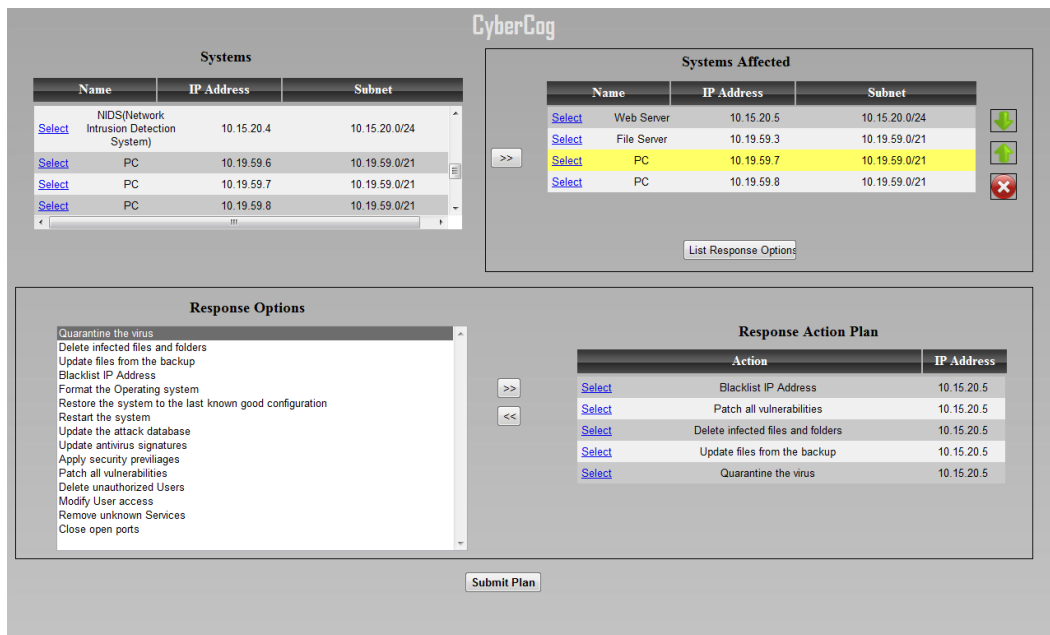 CyberCog
Systems
Name IP Address Subnet
Select NIDS(Network
Intrusion Detection
System) 10.15.20.4 10.15.20.0/24
Select PC 10.19.59.6 10.19.59.0/21
Select PC 10.19.59.7 10.19.59.0/21
Select PC 10.19.59.8 10.19.59.0/21
>>
Systems Affected
Name IP Address Subnet
Select Web Server 10.15.20.5 10.15.20.0/24
Select File Server 10.19.59.3 10.19.59.0/21
Select PC 10.19.59.7 10.19.59.0/21
Select PC 10.19.59.8 10.19.59.0/21
List Response Options
Response Options
Quarantine the virus
Delete infected files and folders
Update files from the backup
Blacklist IP Address
Format the Operating system
Restore the system to the last known good configuration
Restart the system
Update the attack database
Update antivirus signatures
Apply security previliages
Patch all vulnerabilities
Delete unauthorized Users
Modify User access
Remove unknown Services
Close open ports
>>
<<
Response Action Plan
Action IP Address
Select Blacklist IP Address 10.15.20.5
Select Patch all vulnerabilities 10.15.20.5
Select Delete infected files and folders 10.15.20.5
Select Update files from the backup 10.15.20.5
Select Quarantine the virus 10.15.20.5
Submit Plan